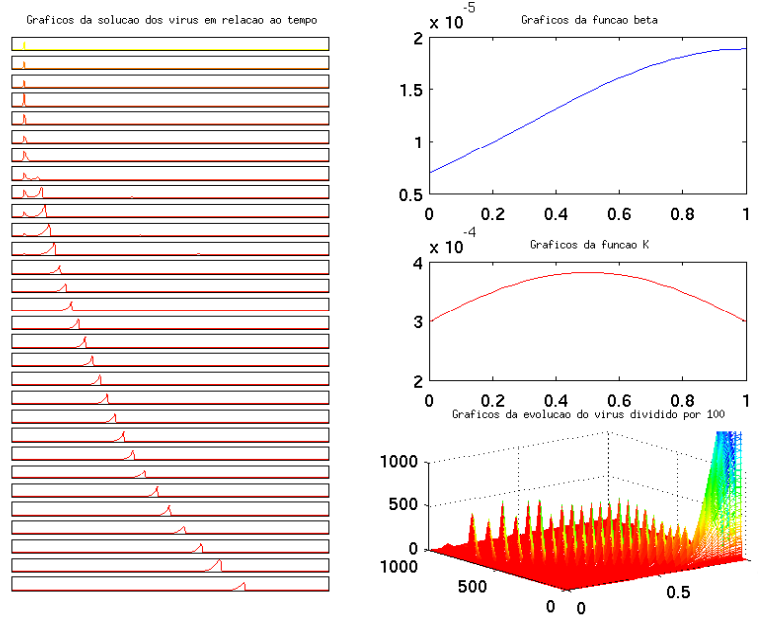 Graficos da solucao dos virus em relacao ao tempo
Graficos da funcao beta
x 10^-5
2
1.5
1
0.5
0 0.2 0.4 0.6 0.8 1
Graficos da funcao K
x 10^-4
4
3
2
0 0.2 0.4 0.6 0.8 1
Graficos da evolucao do virus dividido por 100
1000
500
0
1000
500
0
0
0.5